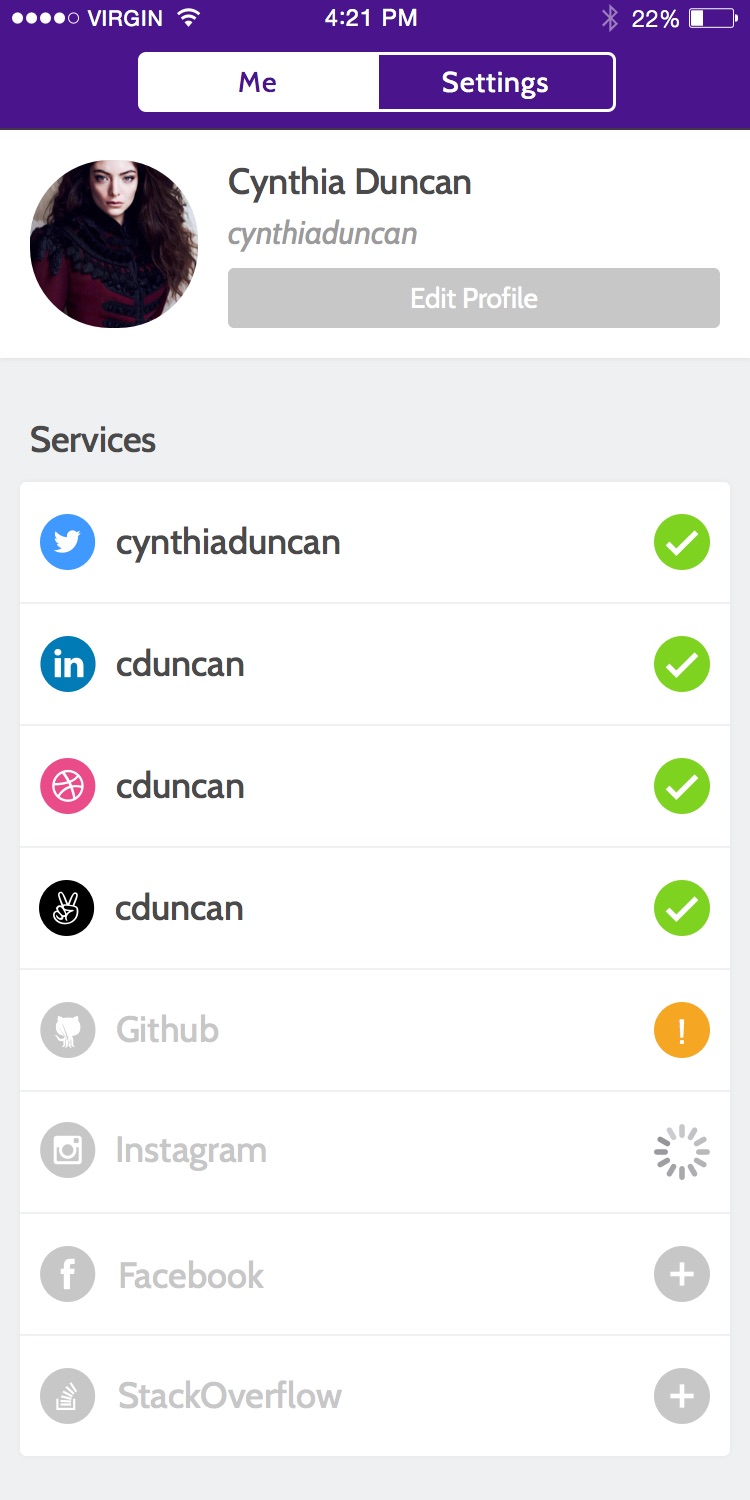 VIRGIN 4:21 PM 22%
Me Settings
Cynthia Duncan
cynthiaduncan
Edit Profile
Services
cynthiaduncan
in cduncan
cduncan
cduncan
Github !
Instagram
f Facebook +
StackOverflow +